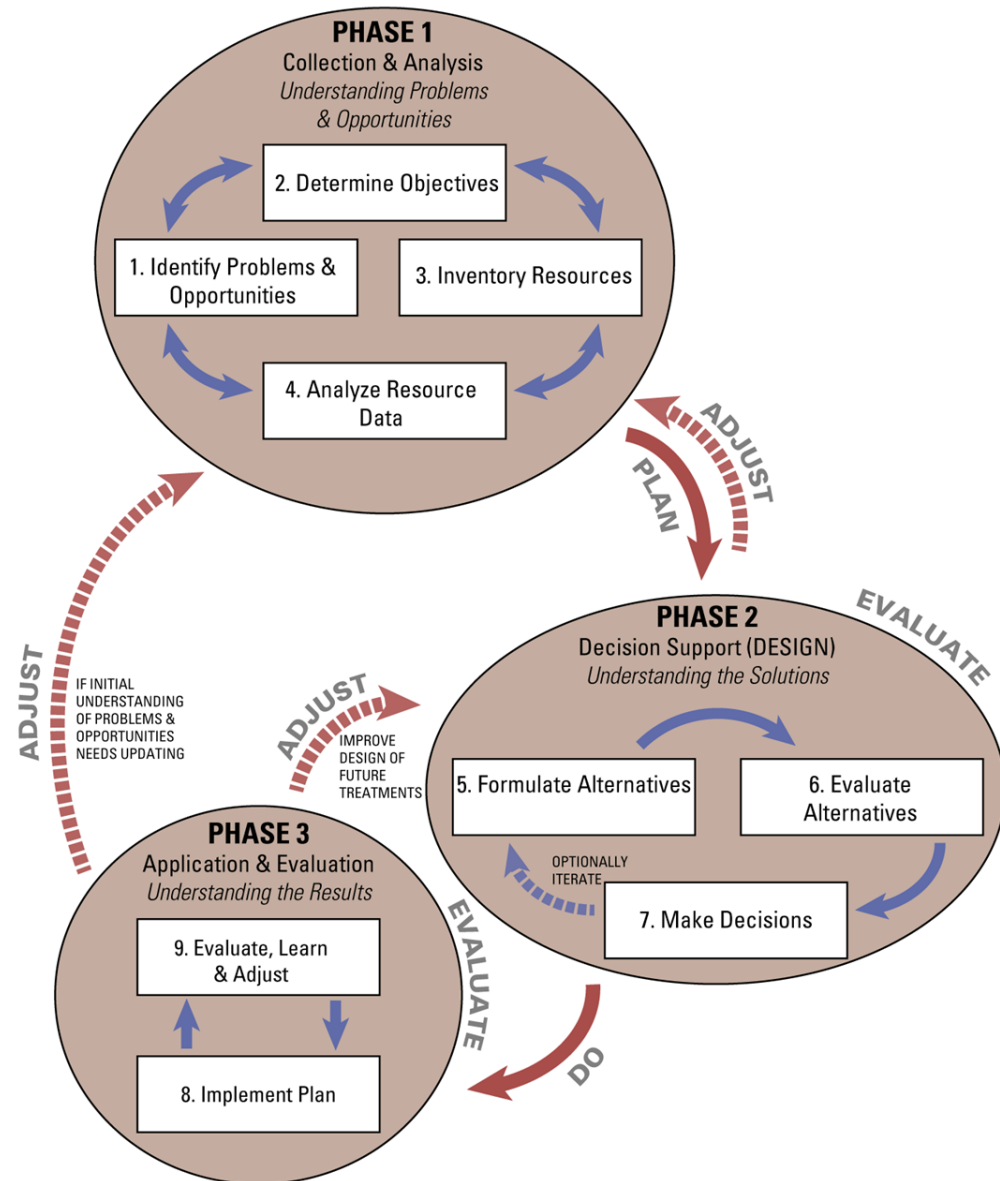 PHASE 1
Collection & Analysis
Understanding Problems
& Opportunities
2. Determine Objectives
1. Identify Problems &
Opportunities
3. Inventory Resources
4. Analyze Resource
Data
ADJUST
PLAN
PHASE 2
Decision Support (DESIGN)
Understanding the Solutions
EVALUATE
5. Formulate Alternatives
6. Evaluate
Alternatives
OPTIONALLY
ITERATE
7. Make Decisions
ADJUST
IF INITIAL
UNDERSTANDING
OF PROBLEMS &
OPPORTUNITIES
NEEDS UPDATING
ADJUST
IMPROVE
DESIGN OF
FUTURE
TREATMENTS
PHASE 3
Application & Evaluation
Understanding the Results
EVALUATE
9. Evaluate, Learn
& Adjust
8. Implement Plan
DO